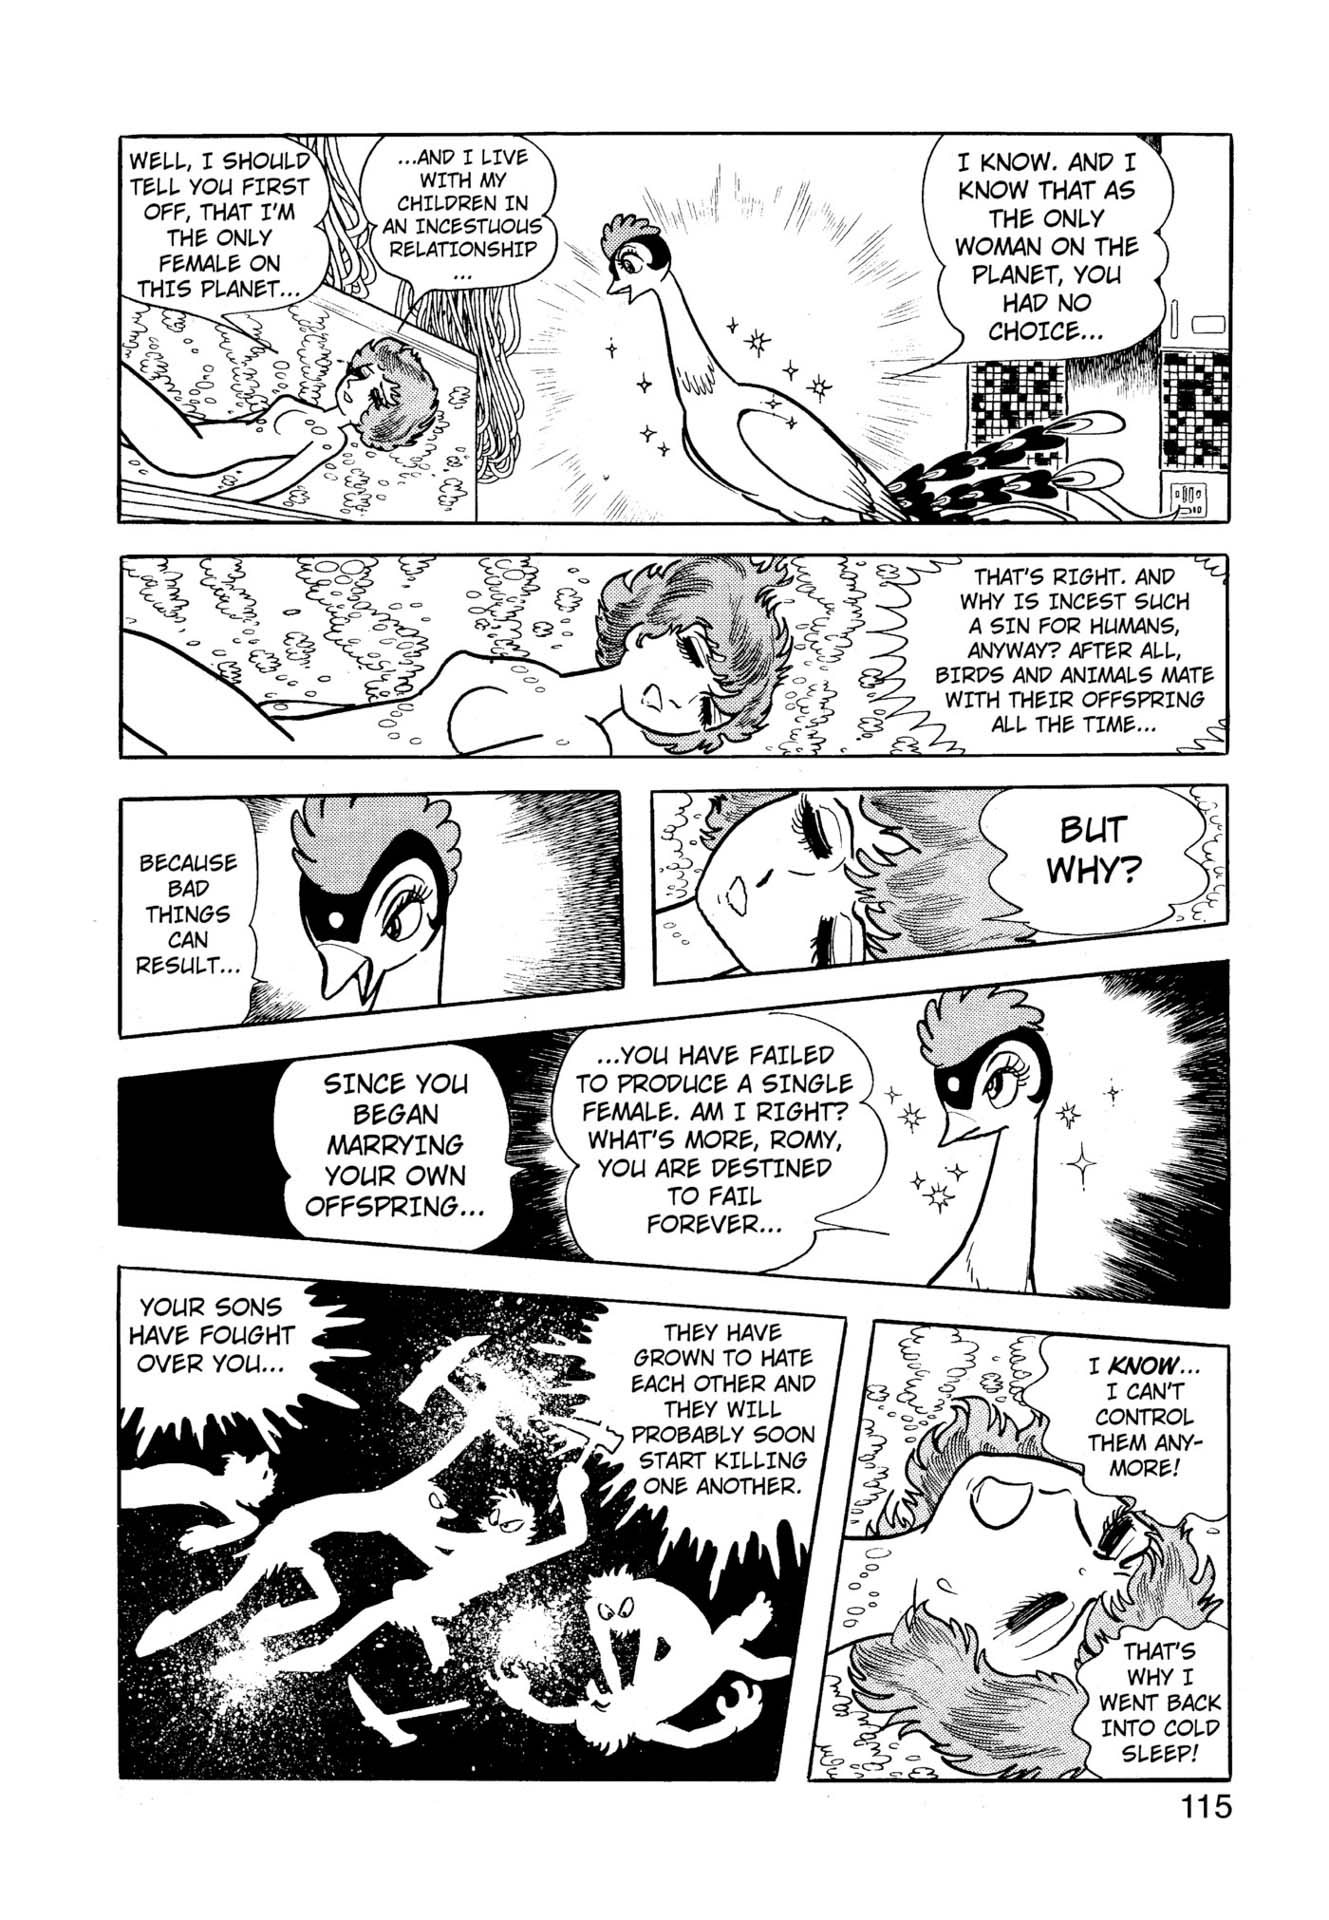 WELL, I SHOULD
TELL YOU FIRST
OFF, THAT I'M
THE ONLY
FEMALE ON
THIS PLANET...
...AND I LIVE
WITH MY
CHILDREN IN
AN INCESTUOUS
RELATIONSHIP
...
I KNOW. AND I
KNOW THAT AS
THE ONLY
WOMAN ON THE
PLANET, YOU
HAD NO
CHOICE...
THAT'S RIGHT. AND
WHY IS INCEST SUCH
A SIN FOR HUMANS,
ANYWAY? AFTER ALL,
BIRDS AND ANIMALS MATE
WITH THEIR OFFSPRING
ALL THE TIME...
BECAUSE
BAD
THINGS
CAN
RESULT...
BUT
WHY?
SINCE YOU
BEGAN
MARRYING
YOUR OWN
OFFSPRING...
...YOU HAVE FAILED
TO PRODUCE A SINGLE
FEMALE. AM I RIGHT?
WHAT'S MORE, ROMY,
YOU ARE DESTINED
TO FAIL
FOREVER...
YOUR SONS
HAVE FOUGHT
OVER YOU...
THEY HAVE
GROWN TO HATE
EACH OTHER AND
THEY WILL
PROBABLY SOON
START KILLING
ONE ANOTHER.
I KNOW...
I CAN'T
CONTROL
THEM ANY-
MORE!
THAT'S
WHY I
WENT BACK
INTO COLD
SLEEP!
115